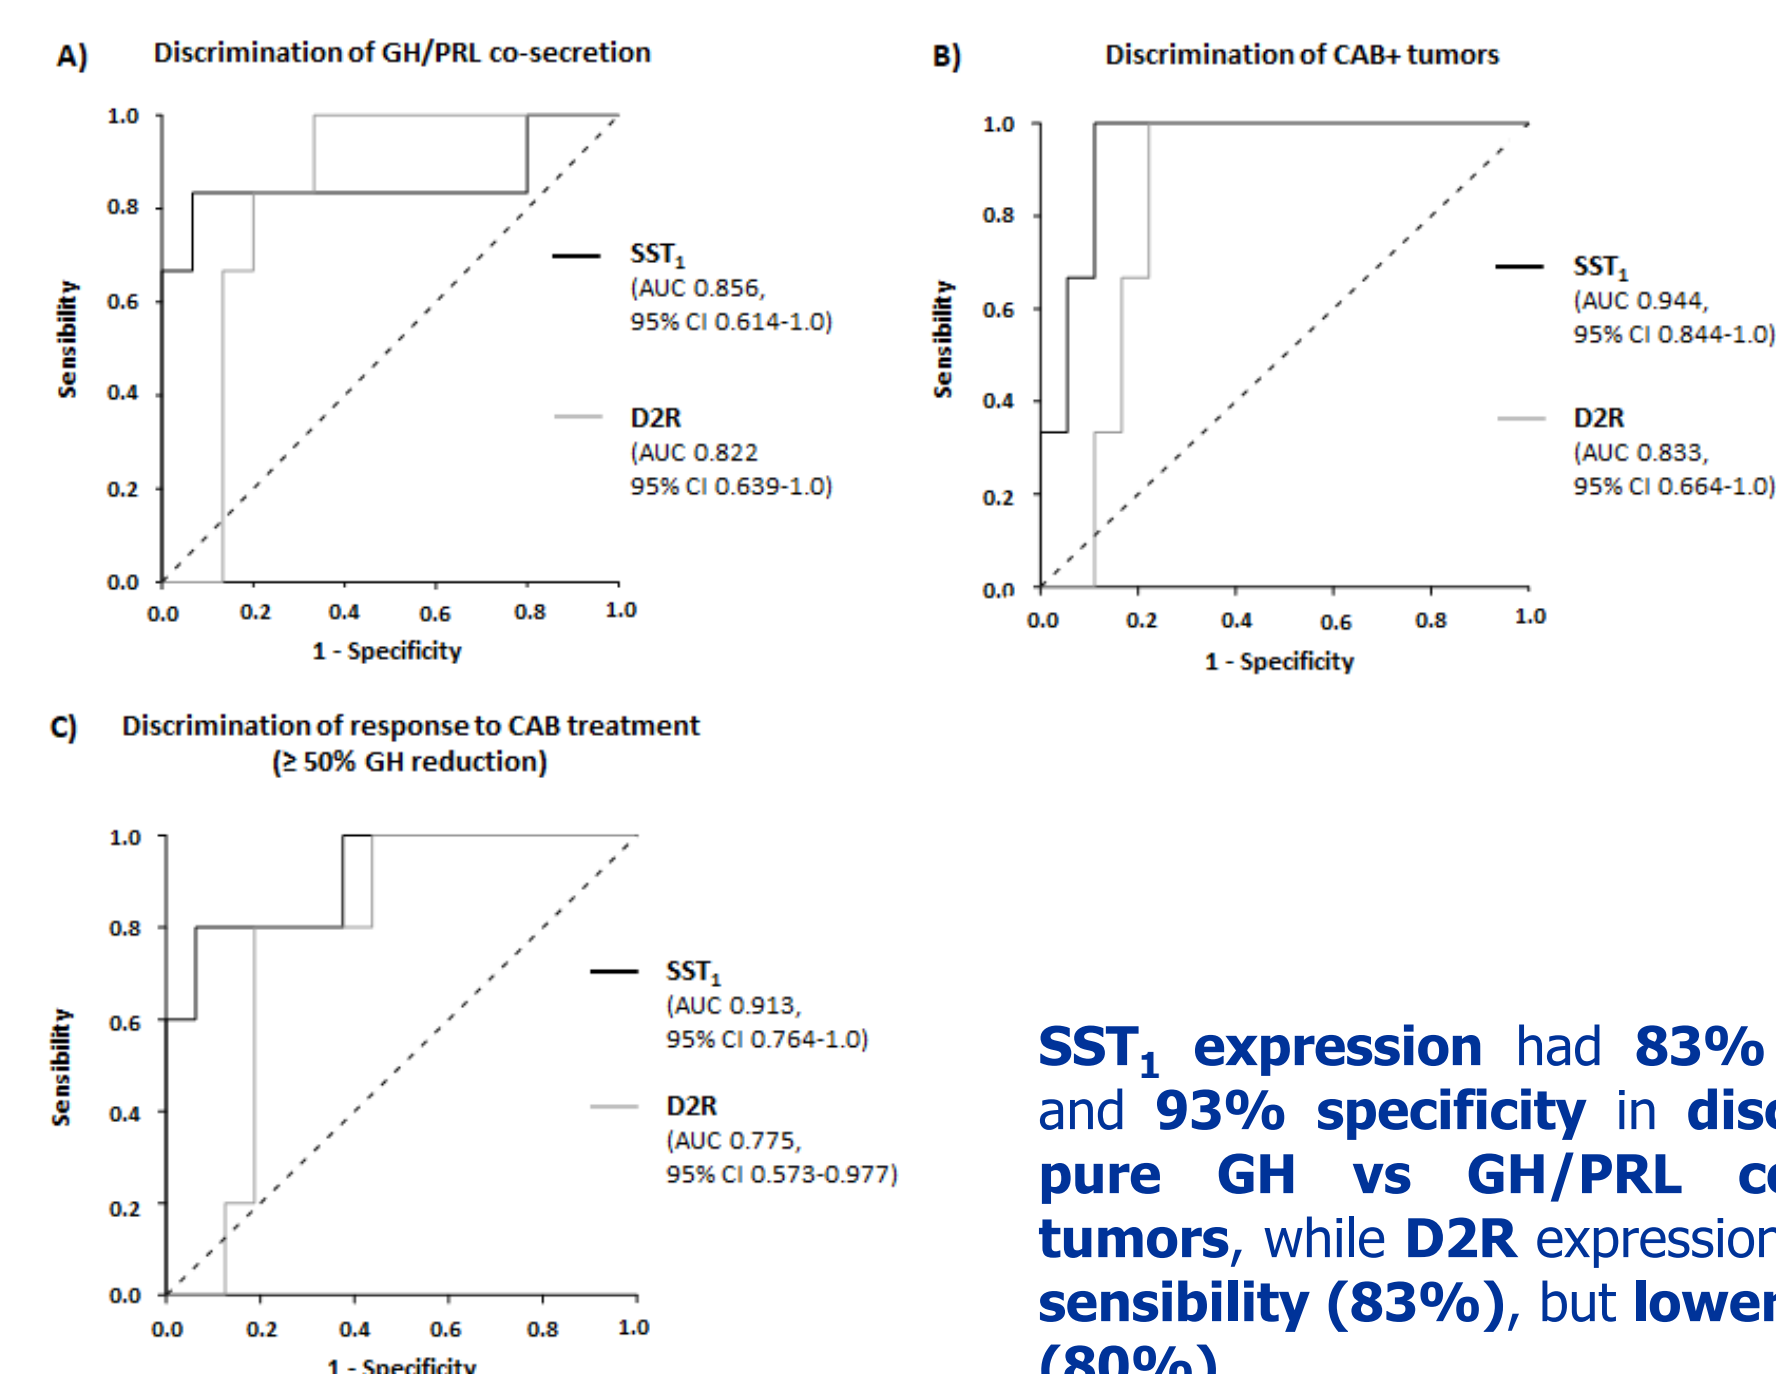 A) Discrimination of GH/PRL co-secretion
1.0
0.8
0.6
0.4
0.2
0.0
Sensibility
0.0 0.2 0.4 0.6 0.8 1.0
1 - Specificity
SST₁
(AUC 0.856,
95% CI 0.614-1.0)
D2R
(AUC 0.822
95% CI 0.639-1.0)
B) Discrimination of CAB+ tumors
1.0
0.8
0.6
0.4
0.2
0.0
Sensibility
0.0 0.2 0.4 0.6 0.8 1.0
1 - Specificity
SST₁
(AUC 0.944,
95% CI 0.844-1.0)
D2R
(AUC 0.833,
95% CI 0.664-1.0)
C) Discrimination of response to CAB treatment
(≥ 50% GH reduction)
1.0
0.8
0.6
0.4
0.2
0.0
Sensibility
0.0 0.2 0.4 0.6 0.8 1.0
1 - Specificity
SST₁
(AUC 0.913,
95% CI 0.764-1.0)
D2R
(AUC 0.775,
95% CI 0.573-0.977)
SST₁ expression had 83%
and 93% specificity in
pure GH vs GH/PRL
tumors, while D2R expression
sensibility (83%), but lower
(80%)